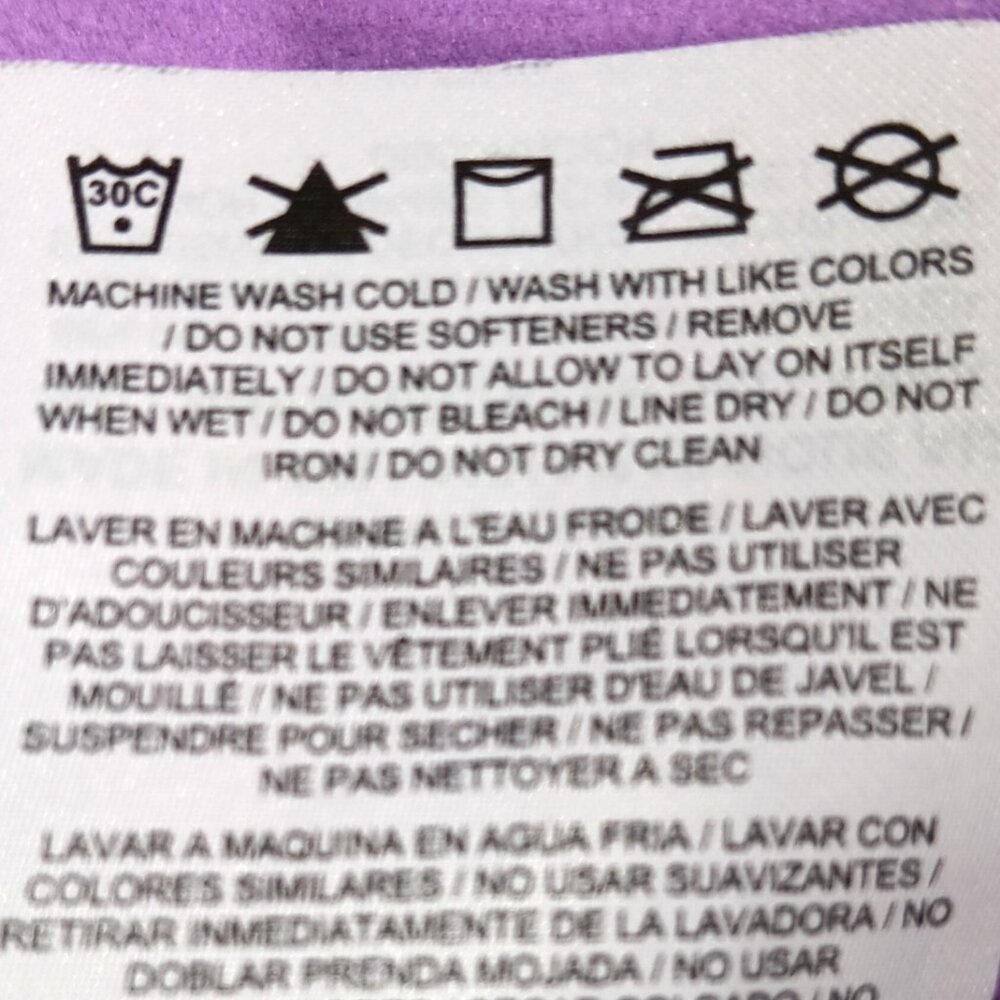 30C
MACHINE WASH COLD / WASH WITH LIKE COLORS
/ DO NOT USE SOFTENERS / REMOVE
IMMEDIATELY / DO NOT ALLOW TO LAY ON ITSELF
WHEN WET / DO NOT BLEACH / LINE DRY / DO NOT
IRON / DO NOT DRY CLEAN
LAVER EN MACHINE A L'EAU FROIDE / LAVER AVEC
COULEURS SIMILAIRES / NE PAS UTILISER
D'ADOUCISSEUR / ENLEVER IMMEDIATEMENT / NE
PAS LAISSER LE VÊTEMENT PLIÉ LORSQU'IL EST
MOUILLÉ / NE PAS UTILISER D'EAU DE JAVEL /
SUSPENDRE POUR SECHER / NE PAS REPASSER /
NE PAS NETTOYER A SEC
LAVAR A MAQUINA EN AGUA FRIA / LAVAR CON
COLORES SIMILARES / NO USAR SUAVIZANTES /
RETIRAR INMEDIATAMENTE DE LA LAVADORA / NO
DOBLAR PRENDA MOJADA / NO USAR